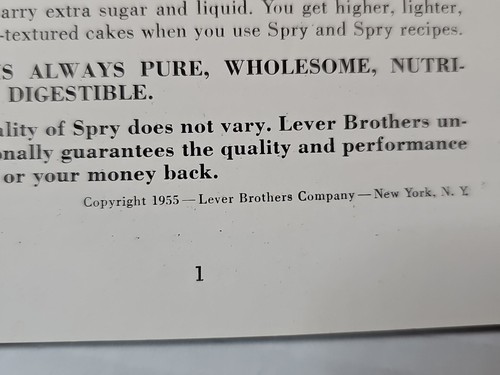 arry extra sugar and liquid. You get higher, lighter,
-textured cakes when you use Spry and Spry recipes.
S ALWAYS PURE, WHOLESOME, NUTRI-
DIGESTIBLE.
ality of Spry does not vary. Lever Brothers un-
onally guarantees the quality and performance
or your money back.
Copyright 1955—Lever Brothers Company—New York, N. Y.
1